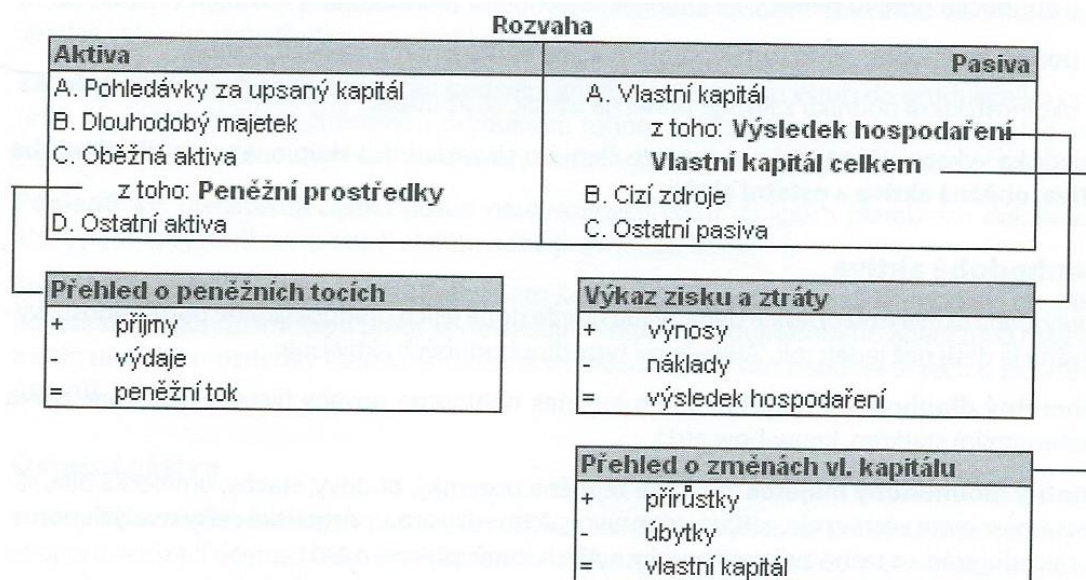 Rozvaha
Aktiva Pasiva
A. Pohledávky za upsaný kapitál
B. Dlouhodobý majetek
C. Oběžná aktiva
z toho: Peněžní prostředky
D. Ostatní aktiva
A, Vlastní kapitál
z toho: Výsledek hospodaření
Vlastní kapitál celkem
B. Cizí zdroje
C. Ostatní pasiva
Přehled o peněžních tocích
+ příjmy
- výdaje
= peněžní tok
Výkaz zisku a ztráty
+ výnosy
- náklady
= výsledek hospodaření
Přehled o změnách vl. kapitálu
+ přírůstky
- úbytky
= vlastní kapitál